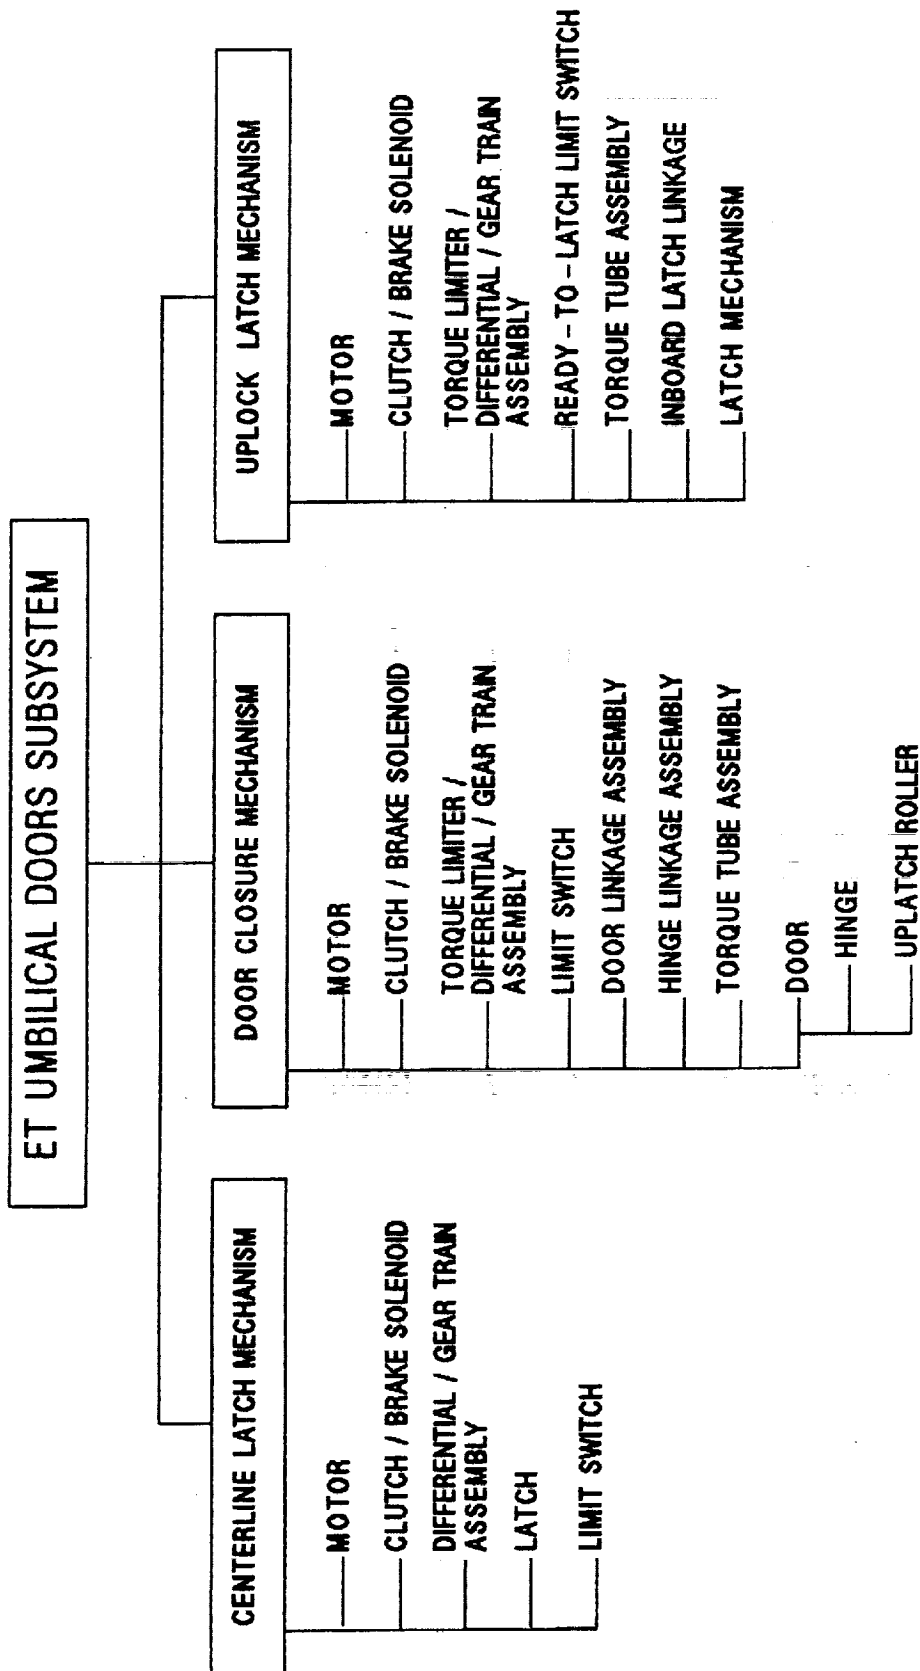 ET UMBILICAL DOORS SUBSYSTEM
CENTERLINE LATCH MECHANISM
MOTOR
CLUTCH / BRAKE SOLENOID
DIFFERENTIAL / GEAR TRAIN
ASSEMBLY
LATCH
LIMIT SWITCH
DOOR CLOSURE MECHANISM
MOTOR
CLUTCH / BRAKE SOLENOID
TORQUE LIMITER /
DIFFERENTIAL / GEAR TRAIN
ASSEMBLY
LIMIT SWITCH
DOOR LINKAGE ASSEMBLY
HINGE LINKAGE ASSEMBLY
TORQUE TUBE ASSEMBLY
DOOR
HINGE
UPLATCH ROLLER
UPLOCK LATCH MECHANISM
MOTOR
CLUTCH / BRAKE SOLENOID
TORQUE LIMITER /
DIFFERENTIAL / GEAR TRAIN
ASSEMBLY
READY-TO-LATCH LIMIT SWITCH
TORQUE TUBE ASSEMBLY
INBOARD LATCH LINKAGE
LATCH MECHANISM